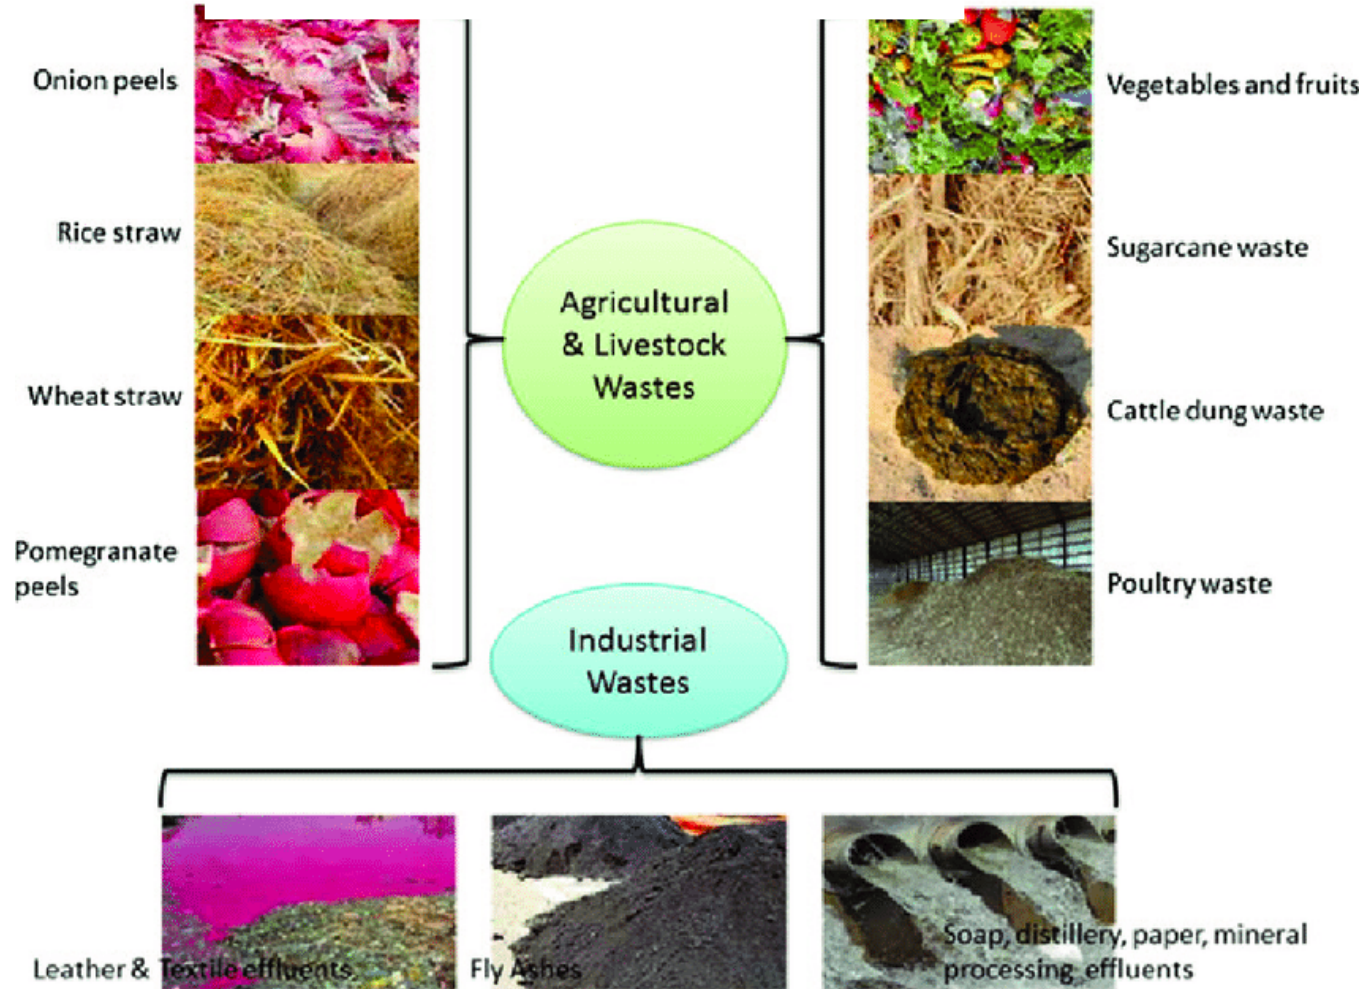 Onion peels
Rice straw
Wheat straw
Pomegranate
peels
Agricultural
& Livestock
Wastes
Vegetables and fruits
Sugarcane waste
Cattle dung waste
Poultry waste
Industrial
Wastes
Leather & Textile effluents
Fly Ashes
Soap, distillery, paper, mineral
processing effluents